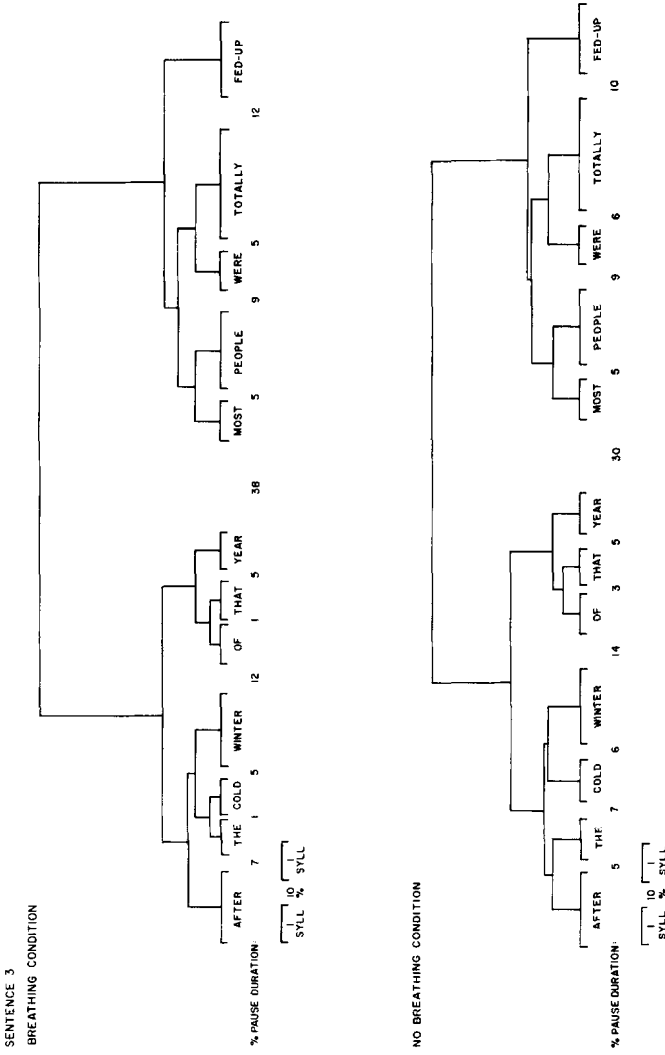 SENTENCE 3
BREATHING CONDITION
AFTER THE COLD WINTER OF THAT YEAR MOST PEOPLE WERE TOTALLY FED-UP
% PAUSE DURATION: 7 1 5 12 1 5 38 5 9 5 12
1 SYLL 10 % 1 SYLL
NO BREATHING CONDITION
AFTER THE COLD WINTER OF THAT YEAR MOST PEOPLE WERE TOTALLY FED-UP
% PAUSE DURATION: 5 7 6 14 3 5 30 5 9 6 10
1 SYLL 10 % 1 SYLL